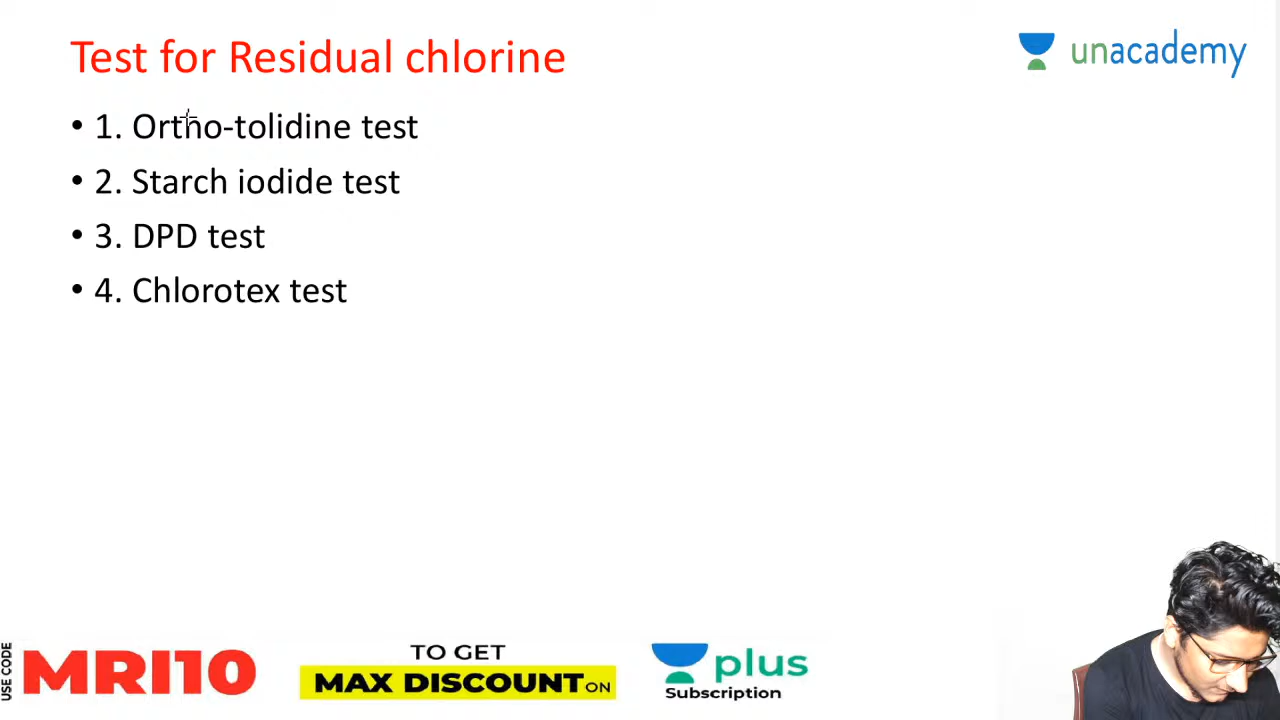 Test for Residual chlorine
unacademy
• 1. Ortho-tolidine test
• 2. Starch iodide test
• 3. DPD test
• 4. Chlorotex test
USE CODE
MRI10
TO GET
MAX DISCOUNT ON
plus
Subscription